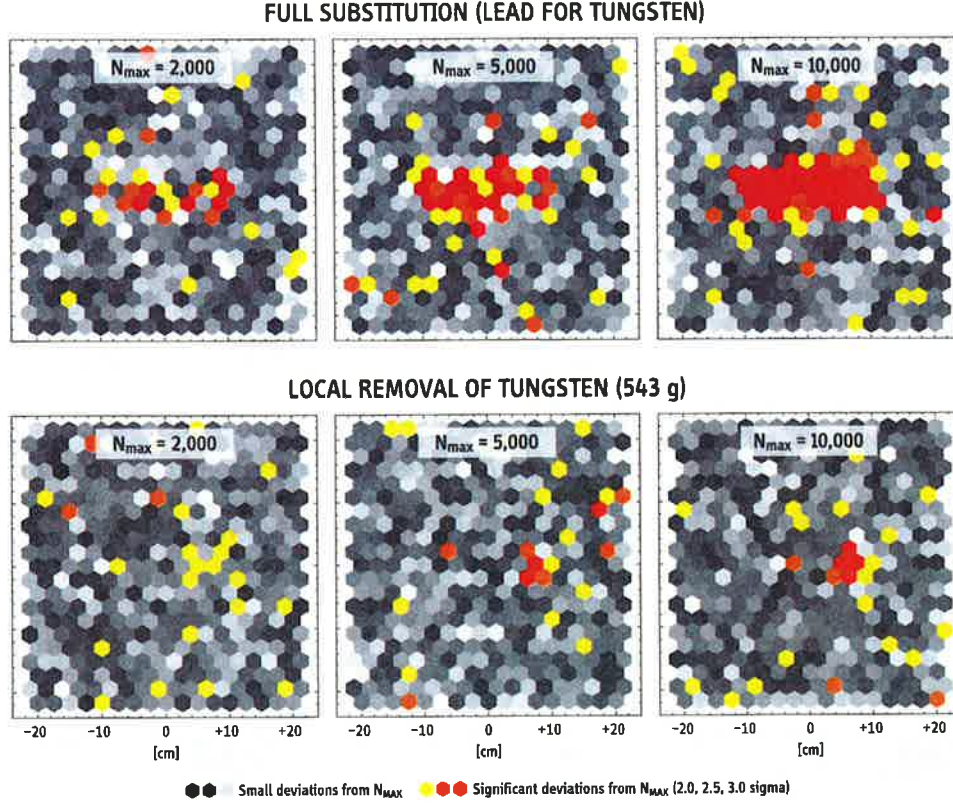 FULL SUBSTITUTION (LEAD FOR TUNGSTEN)
Nmax = 2,000
Nmax = 5,000
Nmax = 10,000
LOCAL REMOVAL OF TUNGSTEN (543 g)
Nmax = 2,000
Nmax = 5,000
Nmax = 10,000
−20 −10 0 +10 +20
[cm]
−20 −10 0 +10 +20
[cm]
−20 −10 0 +10 +20
[cm]
Small deviations from NMAX
Significant deviations from NMAX (2.0, 2.5, 3.0 sigma)